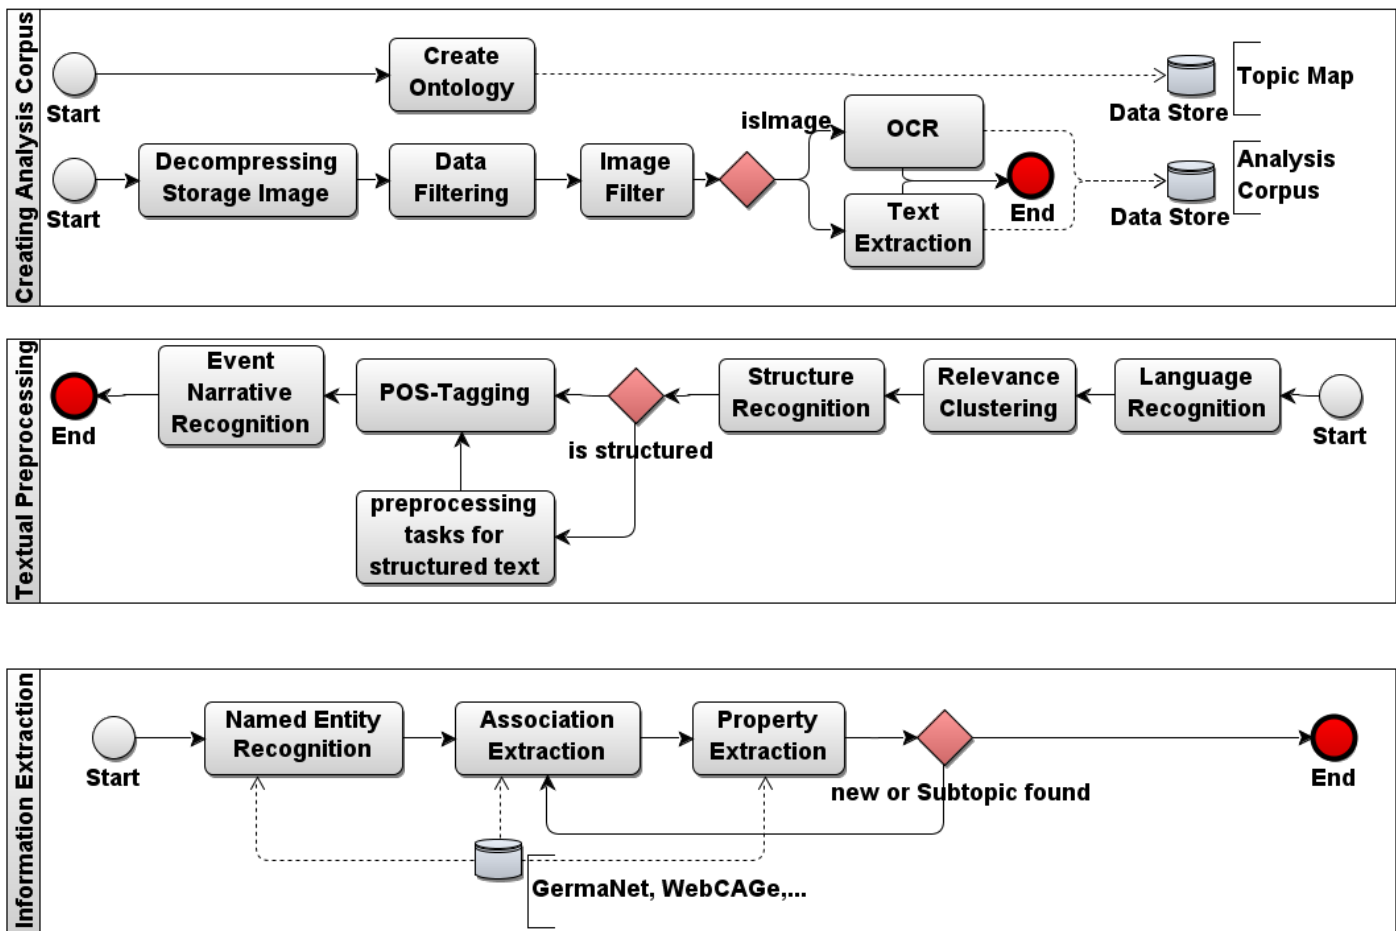 Creating Analysis Corpus
Start
Create
Ontology
Data Store
Topic Map
Start
Decompressing
Storage Image
Data
Filtering
Image
Filter
isImage
OCR
Text
Extraction
End
Data Store
Analysis
Corpus
Textual Preprocessing
End
Event
Narrative
Recognition
POS-Tagging
is structured
preprocessing
tasks for
structured text
Structure
Recognition
Relevance
Clustering
Language
Recognition
Start
Information Extraction
Start
Named Entity
Recognition
Association
Extraction
Property
Extraction
new or Subtopic found
End
GermaNet, WebCAGe,...